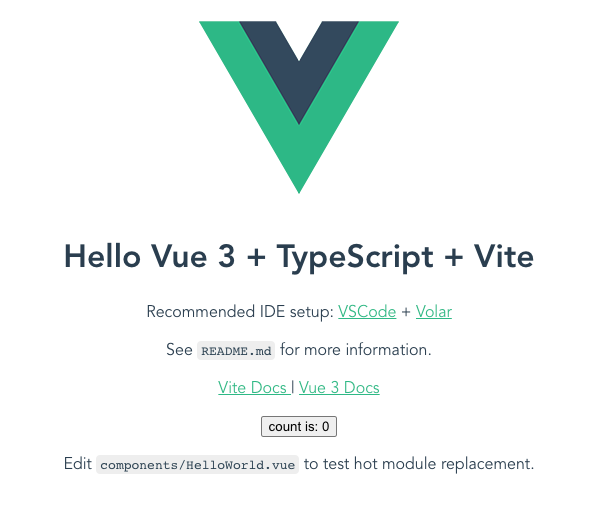 Hello Vue 3 + TypeScript + Vite
Recommended IDE setup: VSCode + Volar
See README.md for more information.
Vite Docs | Vue 3 Docs
count is: 0
Edit components/HelloWorld.vue to test hot module replacement.